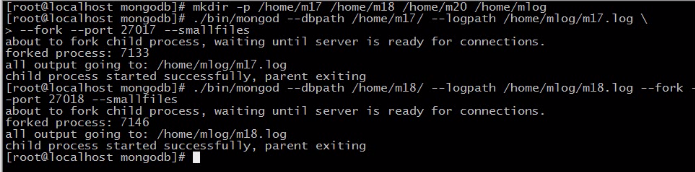 [root@localhost mongodb]# mkdir -p /home/m17 /home/m18 /home/m20 /home/mlog
[root@localhost mongodb]# ./bin/mongod --dbpath /home/m17/ --logpath /home/mlog/m17.log \
> --fork --port 27017 --smallfiles
about to fork child process, waiting until server is ready for connections.
forked process: 7133
all output going to: /home/mlog/m17.log
child process started successfully, parent exiting
[root@localhost mongodb]# ./bin/mongod --dbpath /home/m18/ --logpath /home/mlog/m18.log --fork -
-port 27018 --smallfiles
about to fork child process, waiting until server is ready for connections.
forked process: 7146
all output going to: /home/mlog/m18.log
child process started successfully, parent exiting
[root@localhost mongodb]#